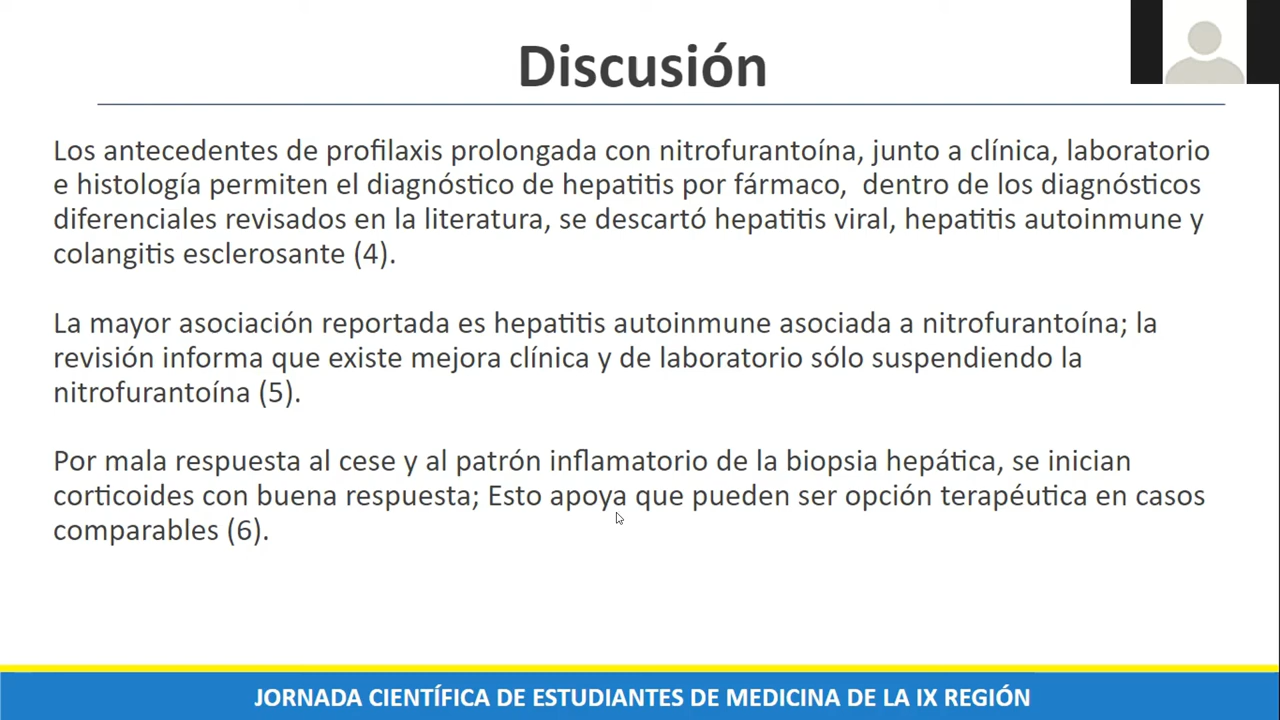 Discusión
Los antecedentes de profilaxis prolongada con nitrofurantoína, junto a clínica, laboratorio
e histología permiten el diagnóstico de hepatitis por fármaco, dentro de los diagnósticos
diferenciales revisados en la literatura, se descartó hepatitis viral, hepatitis autoinmune y
colangitis esclerosante (4).
La mayor asociación reportada es hepatitis autoinmune asociada a nitrofurantoína; la
revisión informa que existe mejora clínica y de laboratorio sólo suspendiendo la
nitrofurantoína (5).
Por mala respuesta al cese y al patrón inflamatorio de la biopsia hepática, se inician
corticoides con buena respuesta; Esto apoya que pueden ser opción terapéutica en casos
comparables (6).
JORNADA CIENTÍFICA DE ESTUDIANTES DE MEDICINA DE LA IX REGIÓN